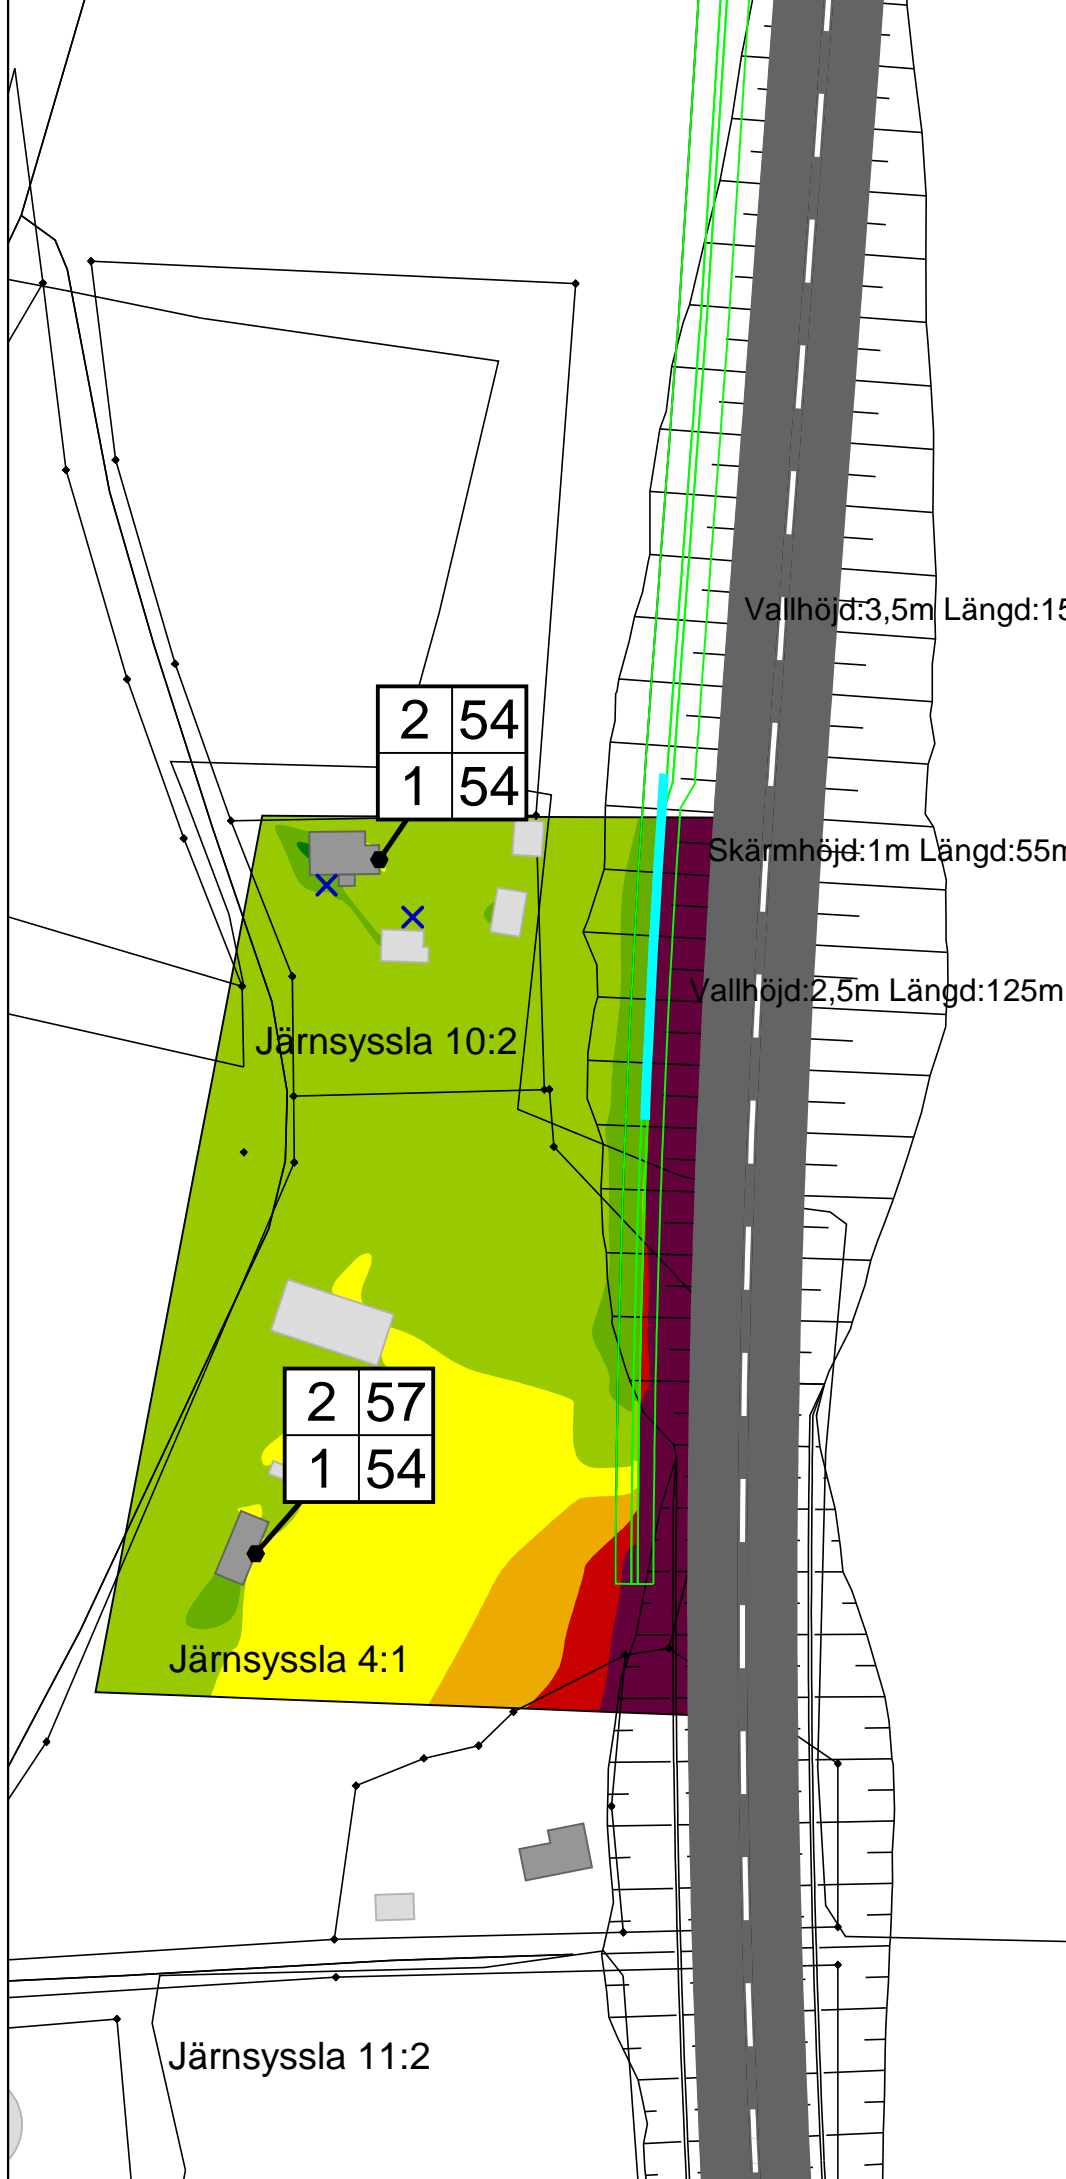 Vallhöjd:3,5m Längd:15
2 54
1 54
Skärmhöjd:1m Längd:55m
Vallhöjd:2,5m Längd:125m
Järnsyssla 10:2
2 57
1 54
Järnsyssla 4:1
Järnsyssla 11:2